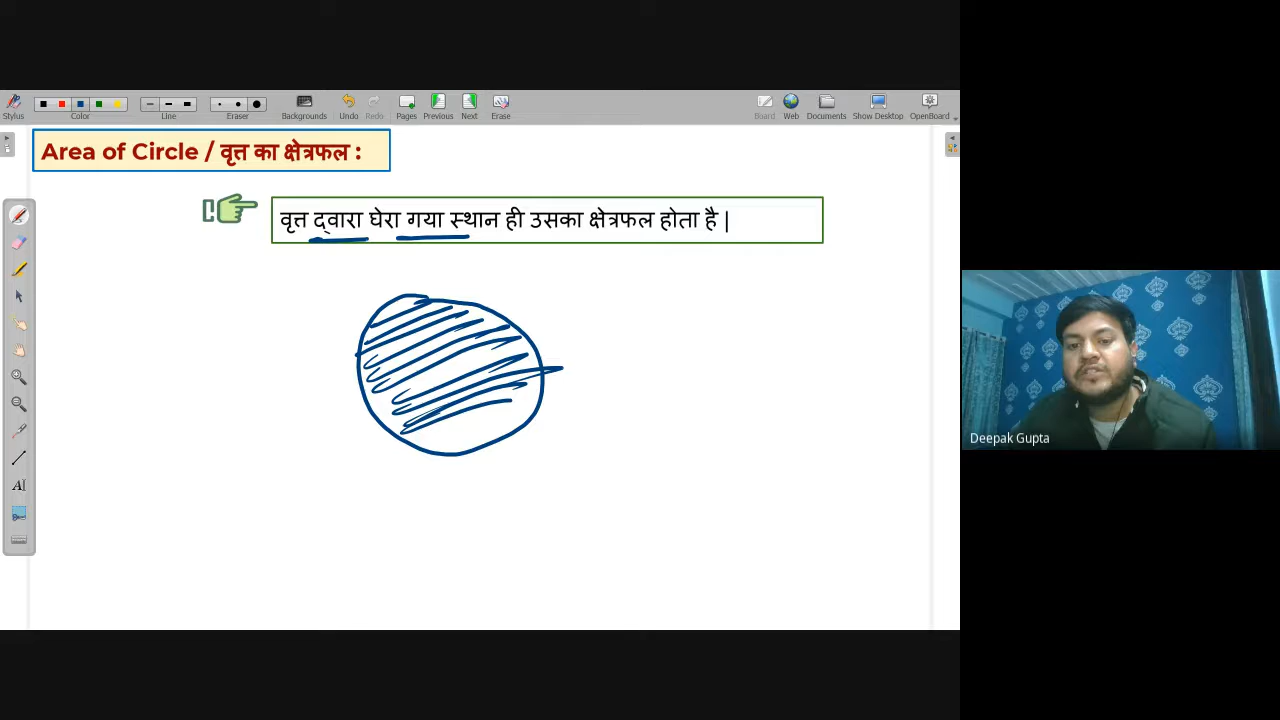 Color
Line
Eraser
Stylus
Backgrounds
Undo
Redo
Pages
Previous
Next
Erase
Board
Web
Documents
Show Desktop
OpenBoard
Area of Circle / वृत्त का क्षेत्रफल :
वृत्त द्वारा घेरा गया स्थान ही उसका क्षेत्रफल होता है |
Deepak Gupta